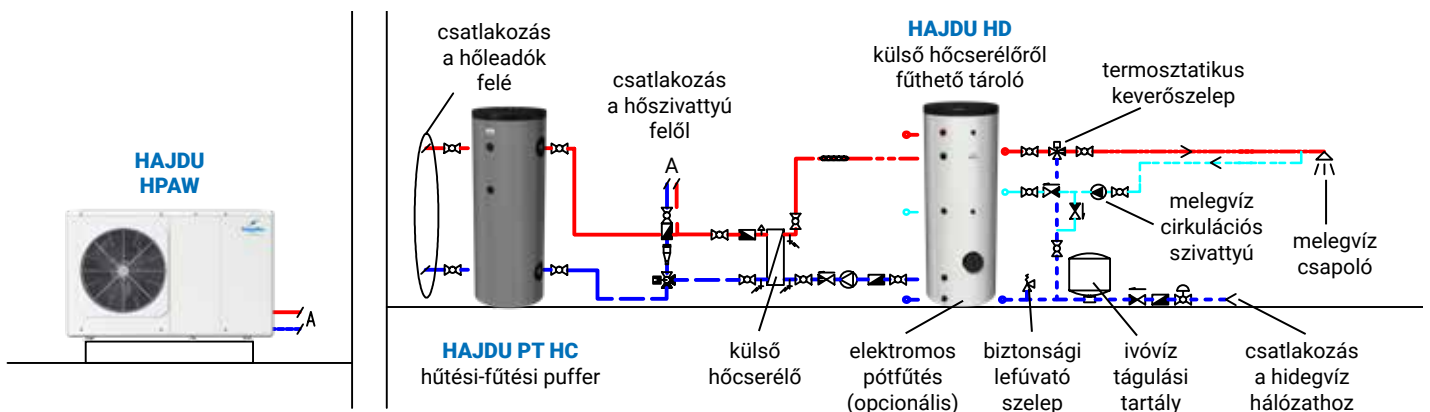 csatlakozás
a hőleadók
felé
csatlakozás
a hőszivattyú
felől
A
HAJDU HD
külső hőcserélőről
fűthető tároló
termosztatikus
keverőszelep
HAJDU
HPAW
A
melegvíz
cirkulációs
szivattyú
melegvíz
csapoló
HAJDU PT HC
hűtési-fűtési puffer
külső
hőcserélő
elektromos
pótfűtés
(opcionális)
biztonsági
lefúvató
szelep
ivóvíz
tágulási
tartály
csatlakozás
a hidegvíz
hálózathoz